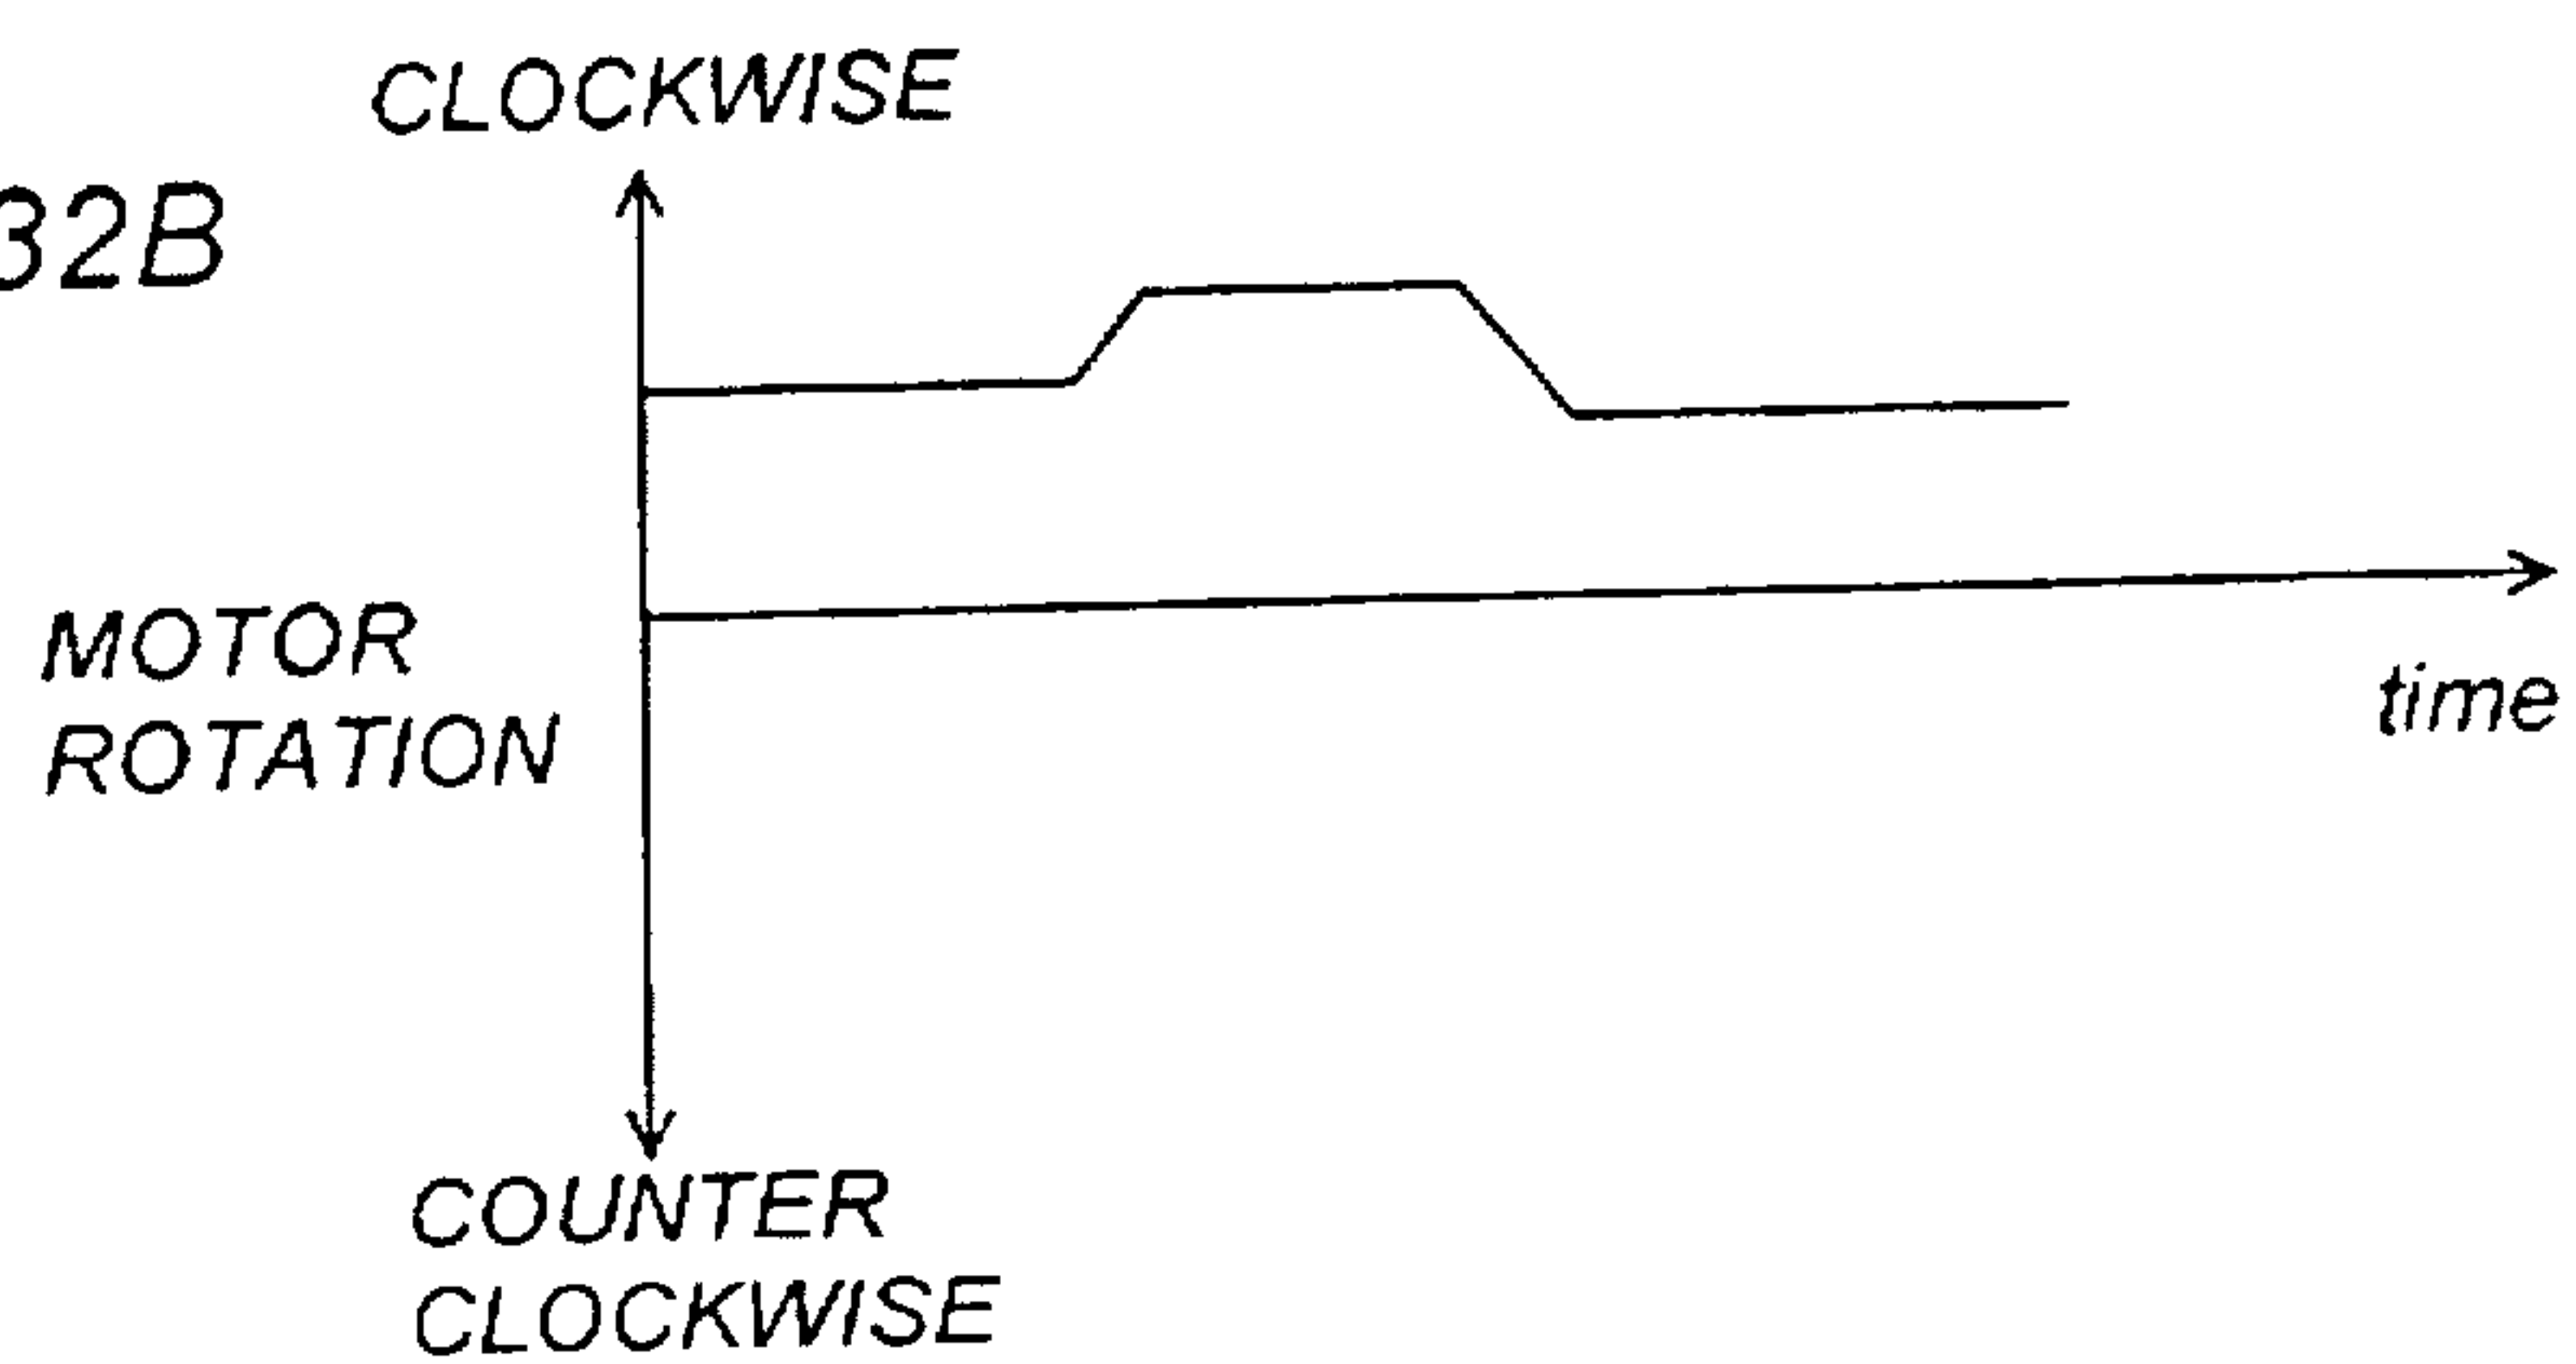 CLOCKWISE
32B
MOTOR
ROTATION
time
COUNTER
CLOCKWISE